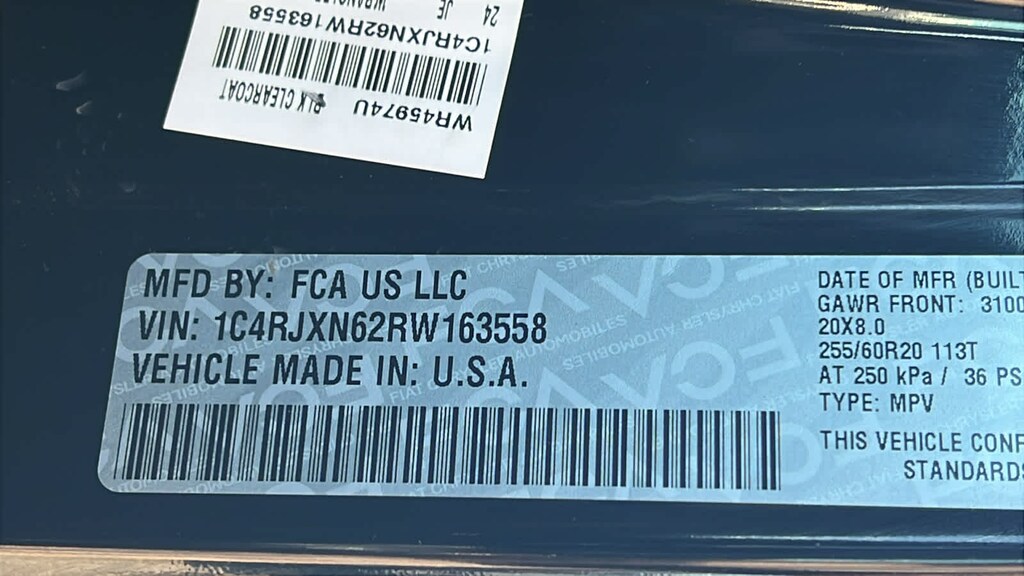 WR45974U
BLK CLEARCOAT
1C4RJXN62RW163558
24 JE
MFD BY: FCA US LLC
VIN: 1C4RJXN62RW163558
VEHICLE MADE IN: U.S.A.
DATE OF MFR (BUILT
GAWR FRONT: 3100
20X8.0
255/60R20 113T
AT 250 kPa / 36 PS
TYPE: MPV
THIS VEHICLE CONF
STANDARDS